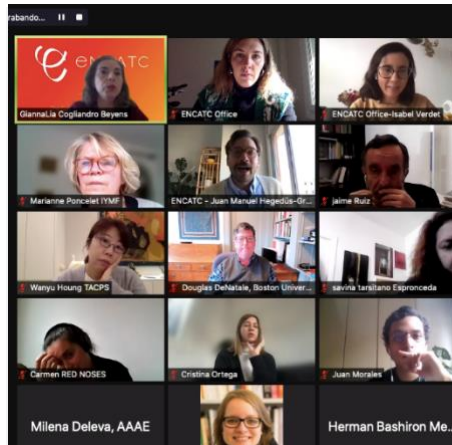 rabando...
ENCATC
GiannaLia Cogliandro Beyens
ENCATC Office
ENCATC Office-Isabel Verdet
Marianne Poncelet IYMF
ENCATC - Juan Manuel Hegedüs-Gr...
jaime Ruiz
Wanyu Houng TACPS
Douglas DeNatale, Boston Univer...
savina tarsitano Espronceda
Carmen RED NOSES
Cristina Ortega
Juan Morales
Milena Deleva, AAAE
Herman Bashiron Me...